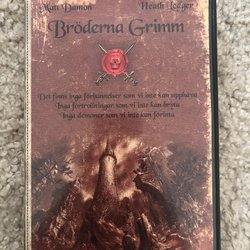 Matt Damon Heath Ledger
Bröderna Grimm
Det finns inga förbannelser som vi inte kan upphäva
Inga förtrollningar som vi inte kan bryta
Inga demoner som vi inte kan förinta